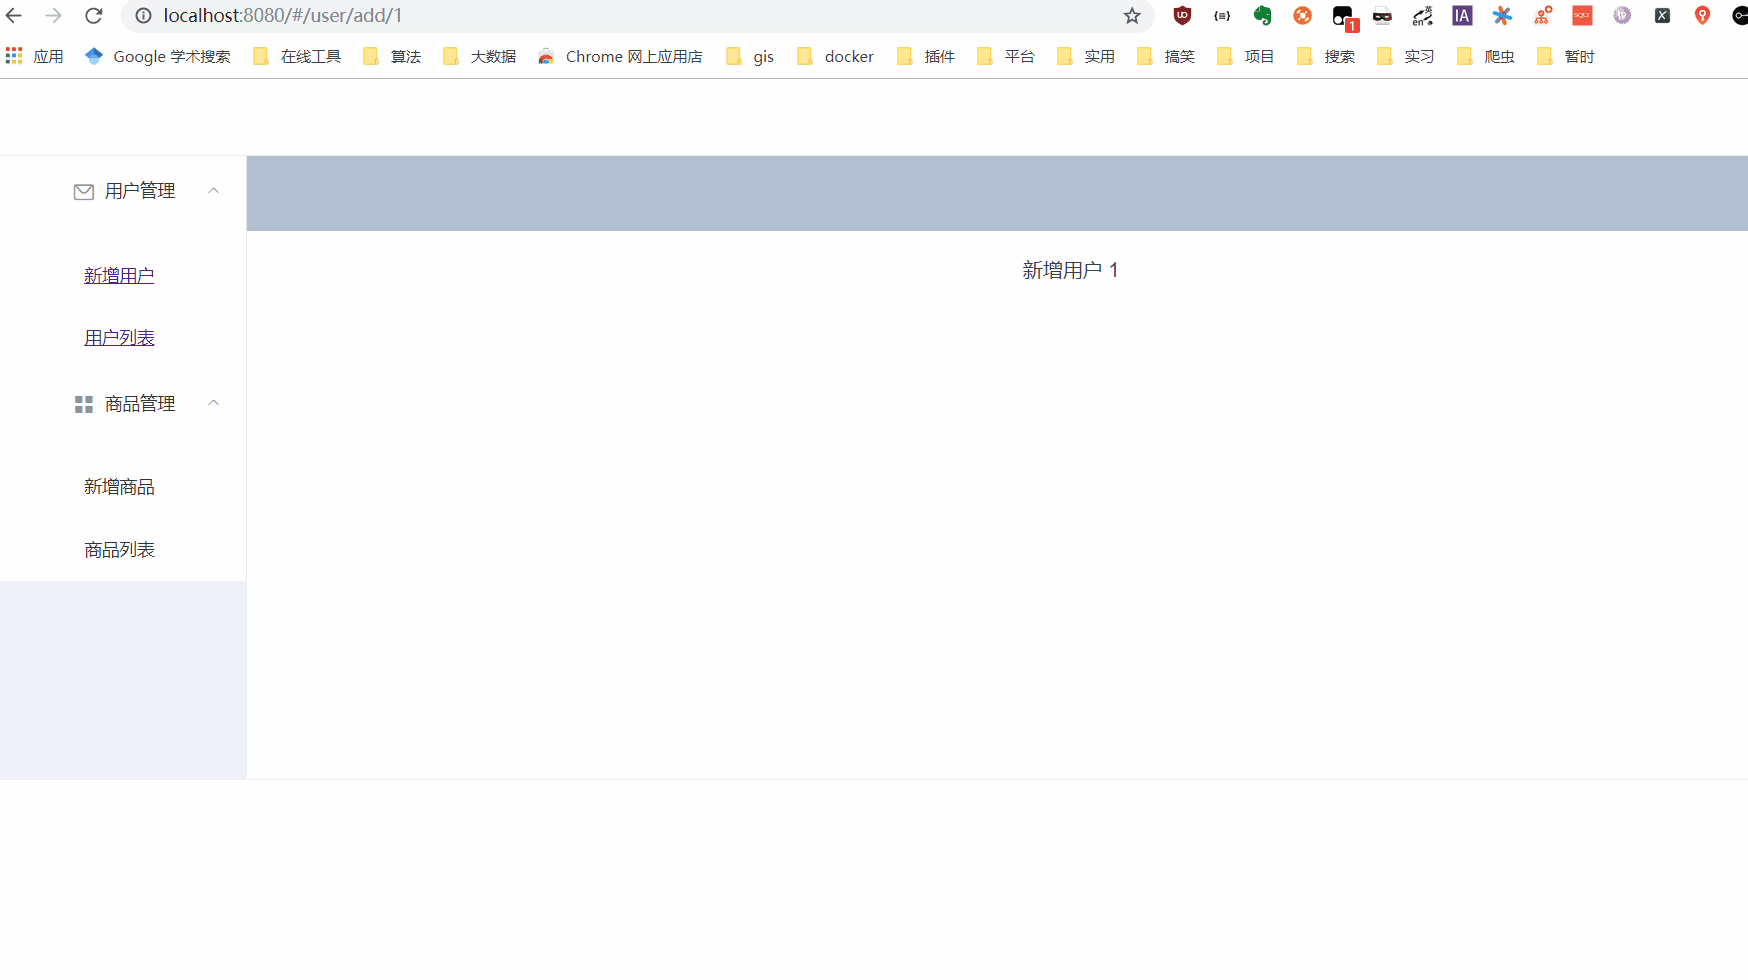 localhost:8080/#/user/add/1
1
应用 Google 学术搜索 在线工具 算法 大数据 Chrome 网上应用店 gis docker 插件 平台 实用 搞笑 项目 搜索 实习 爬虫 暂时
用户管理
新增用户 1
新增用户
用户列表
商品管理
新增商品
商品列表